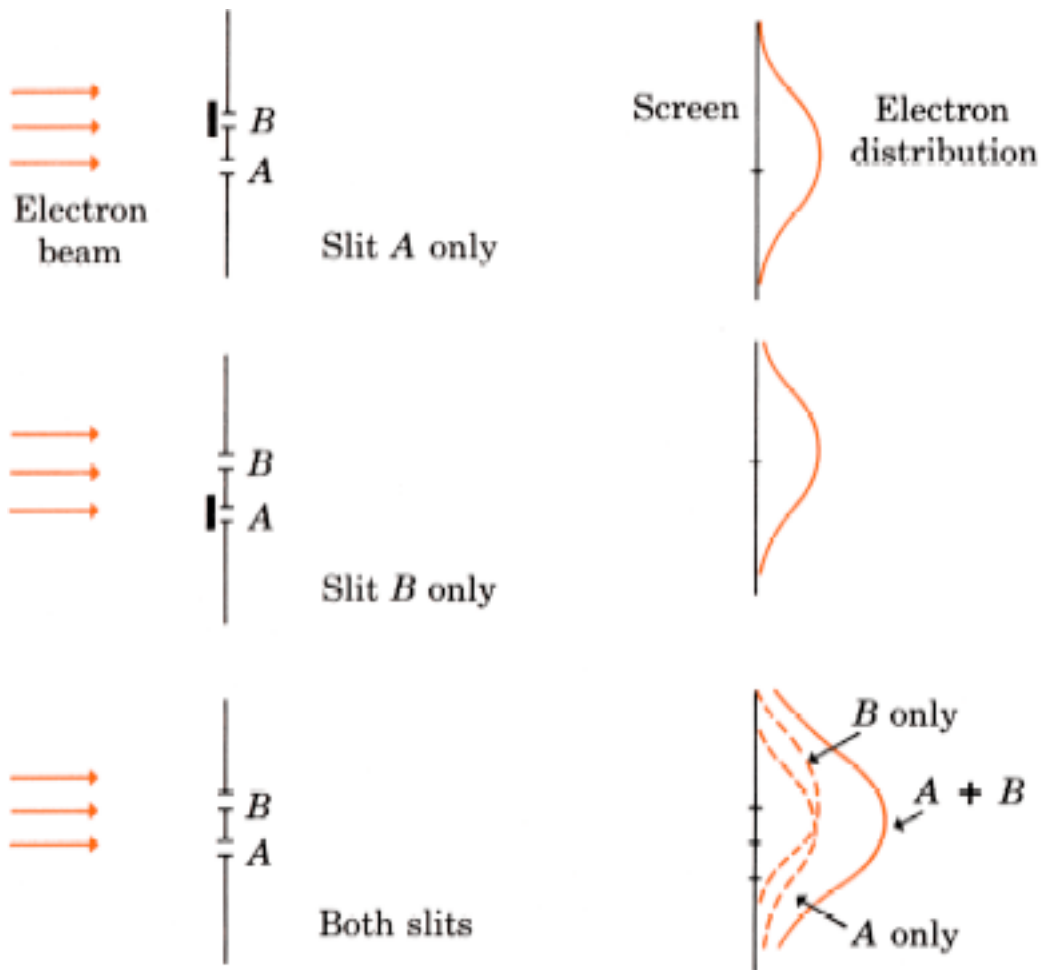 B
Screen
Electron
distribution
A
Electron
beam
Slit A only
B
A
Slit B only
B only
B
A + B
A
Both slits
A only